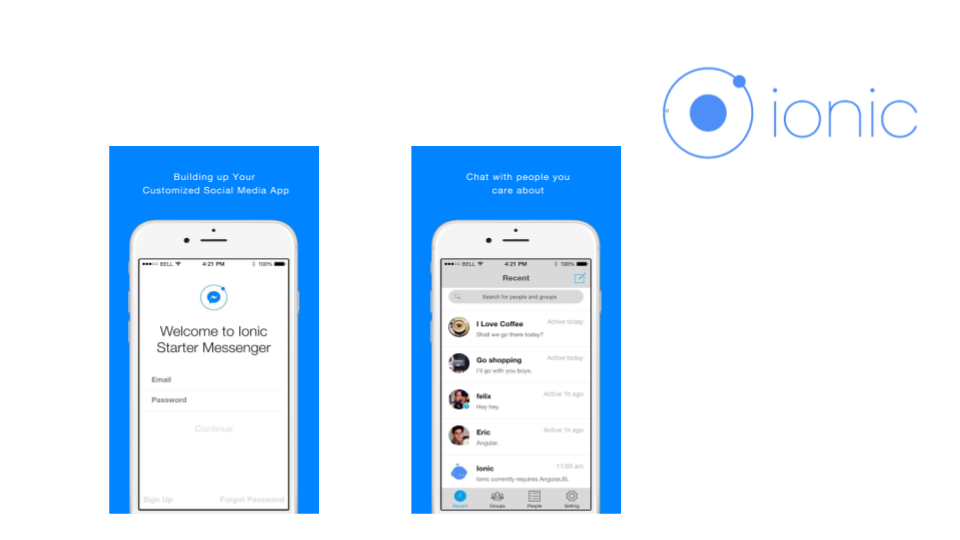 ionic
Building up Your
Customized Social Media App
BELL
4:21 PM
100%
Welcome to Ionic
Starter Messenger
Email
Password
Continue
Sign Up
Forgot Password
Chat with people you
care about
BELL
4:21 PM
100%
Recent
Search for people and groups
I Love Coffee
Active today
Shall we go there today?
Go shopping
Active today
I'll go with you boys.
felix
Active 1h ago
Hey hey.
Eric
Active 1h ago
Angular.
Ionic
11:00 am
Ionic currently requires AngularJS.
Recent
Groups
People
Setting